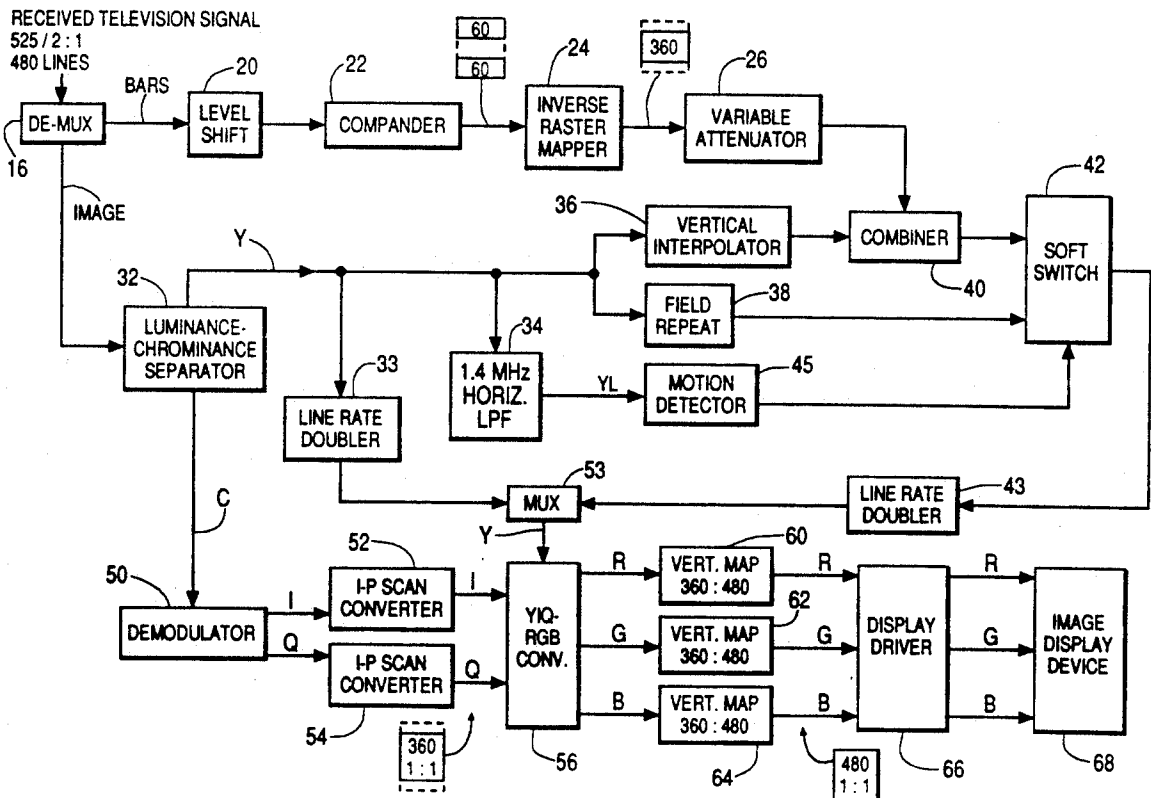 RECEIVED TELEVISION SIGNAL
525 / 2 : 1
480 LINES
DE-MUX
16
BARS
20
LEVEL
SHIFT
22
COMPANDER
60
60
24
INVERSE
RASTER
MAPPER
360
26
VARIABLE
ATTENUATOR
IMAGE
Y
36
VERTICAL
INTERPOLATOR
COMBINER
40
42
SOFT
SWITCH
32
LUMINANCE-
CHROMINANCE
SEPARATOR
FIELD
REPEAT
38
34
1.4 MHz
HORIZ.
LPF
YL
45
MOTION
DETECTOR
33
LINE RATE
DOUBLER
53
MUX
43
LINE RATE
DOUBLER
C
Y
50
DEMODULATOR
I
Q
52
I-P SCAN
CONVERTER
I
I-P SCAN
CONVERTER
54
Q
360
1 : 1
YIQ-
RGB
CONV.
56
R
G
B
60
VERT. MAP
360 : 480
62
VERT. MAP
360 : 480
VERT. MAP
360 : 480
64
R
G
B
480
1 : 1
DISPLAY
DRIVER
66
R
G
B
IMAGE
DISPLAY
DEVICE
68